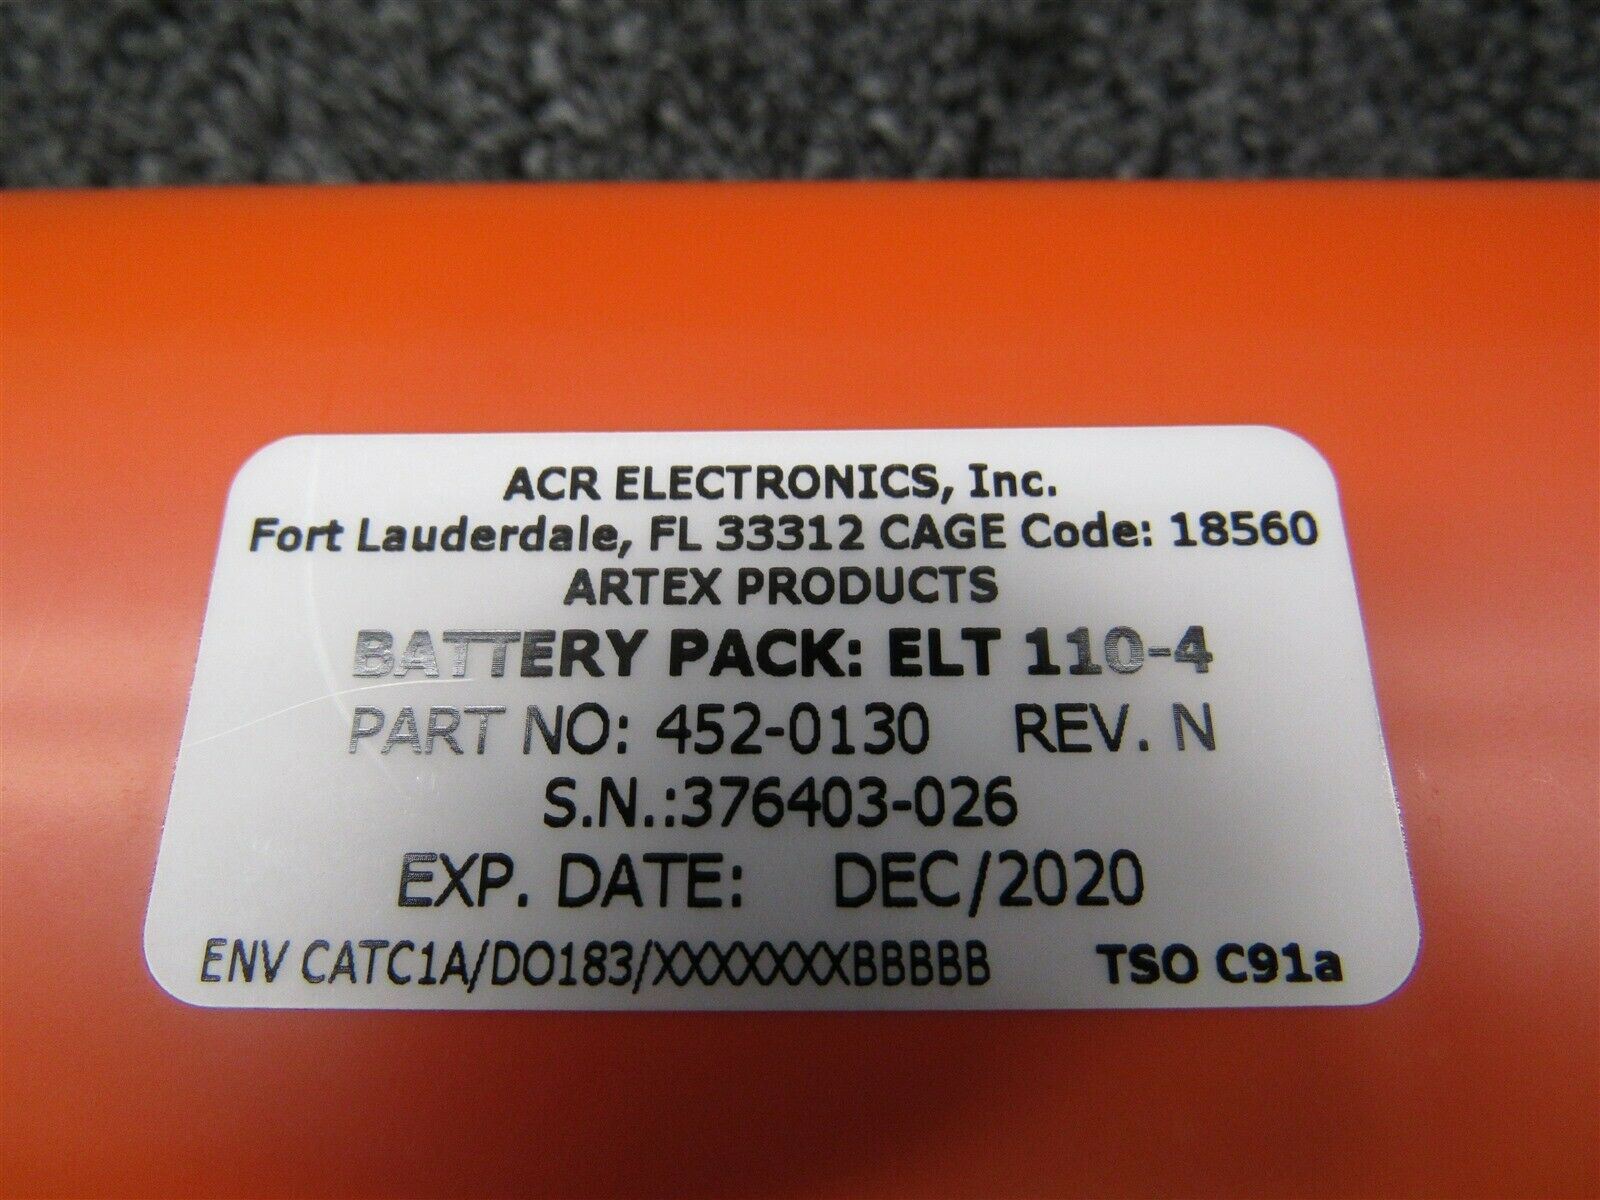 ACR ELECTRONICS, Inc.
Fort Lauderdale, FL 33312 CAGE Code: 18560
ARTEX PRODUCTS
BATTERY PACK: ELT 110-4
PART NO: 452-0130 REV. N
S.N.:376403-026
EXP. DATE: DEC/2020
ENV CATC1A/DO183/XXXXXXXBBBBB TSO C91a